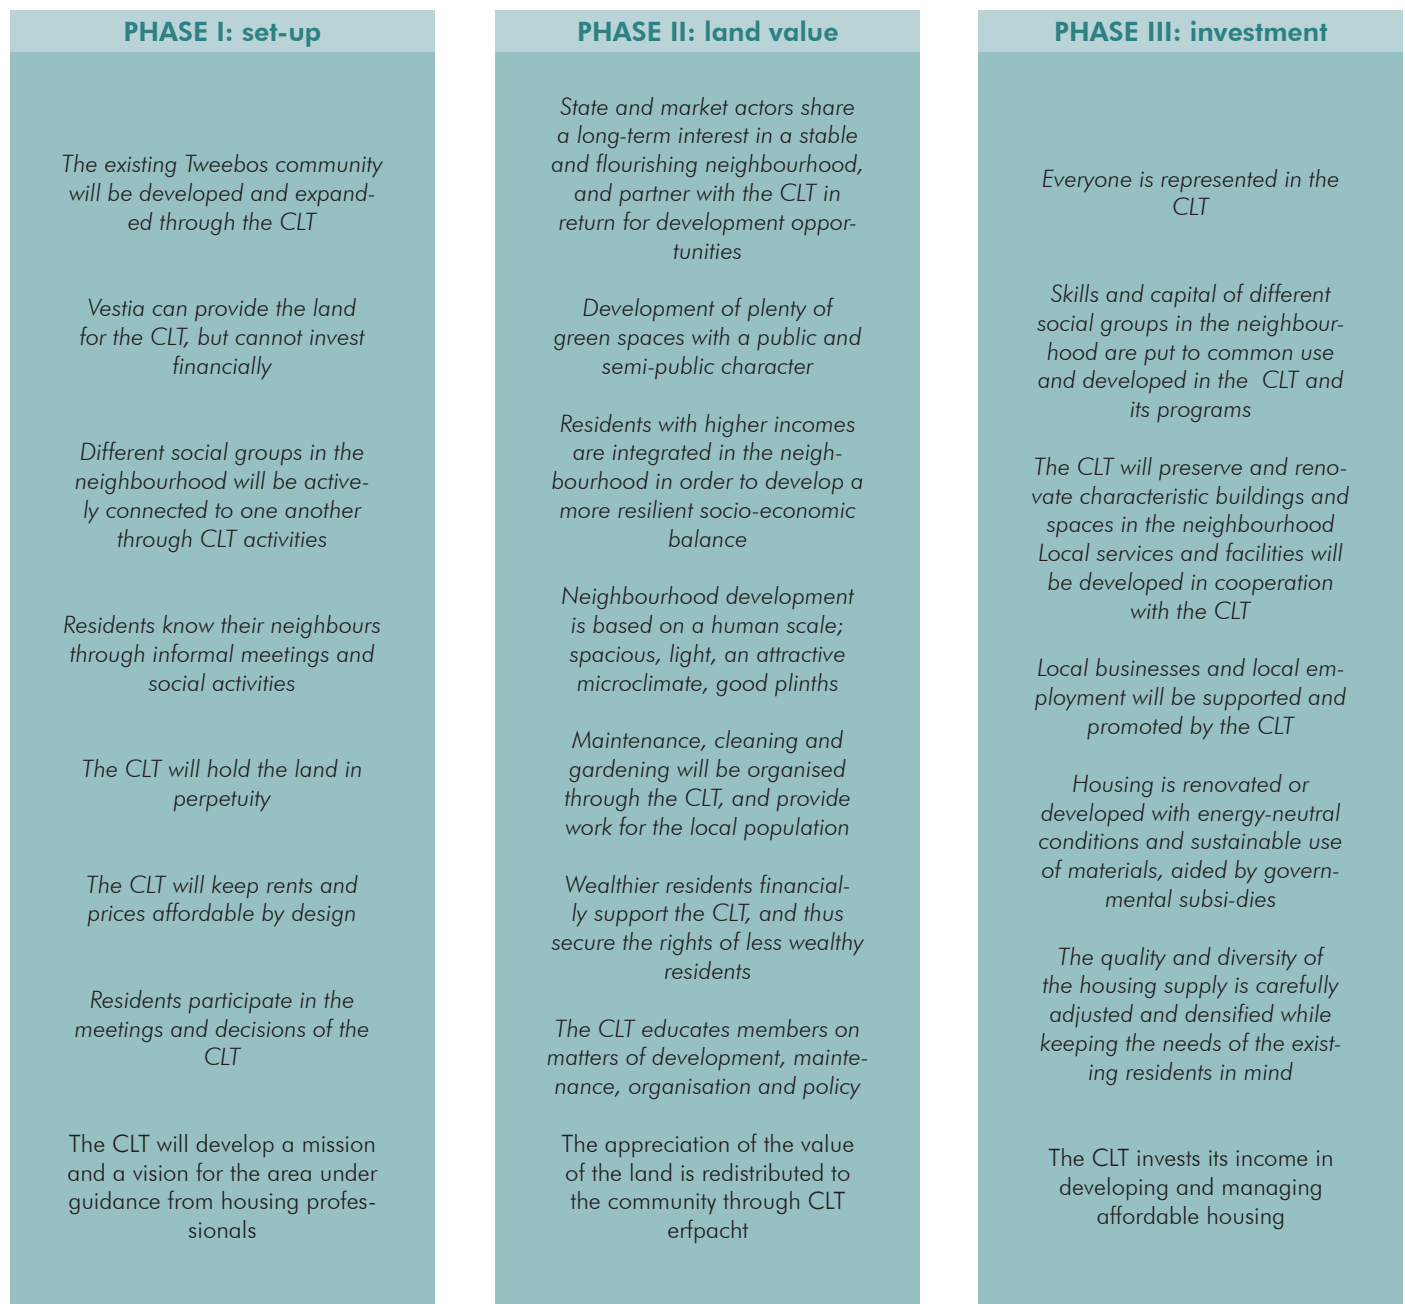 PHASE I: set-up
The existing Tweebos community
will be developed and expand-
ed through the CLT
Vestia can provide the land
for the CLT, but cannot invest
financially
Different social groups in the
neighbourhood will be active-
ly connected to one another
through CLT activities
Residents know their neighbours
through informal meetings and
social activities
The CLT will hold the land in
perpetuity
The CLT will keep rents and
prices affordable by design
Residents participate in the
meetings and decisions of the
CLT
The CLT will develop a mission
and a vision for the area under
guidance from housing profes-
sionals
PHASE II: land value
State and market actors share
a long-term interest in a stable
and flourishing neighbourhood,
and partner with the CLT in
return for development oppor-
tunities
Development of plenty of
green spaces with a public and
semi-public character
Residents with higher incomes
are integrated in the neigh-
bourhood in order to develop a
more resilient socio-economic
balance
Neighbourhood development
is based on a human scale;
spacious, light, an attractive
microclimate, good plinths
Maintenance, cleaning and
gardening will be organised
through the CLT, and provide
work for the local population
Wealthier residents financial-
ly support the CLT, and thus
secure the rights of less wealthy
residents
The CLT educates members on
matters of development, mainte-
nance, organisation and policy
The appreciation of the value
of the land is redistributed to
the community through CLT
erfpacht
PHASE III: investment
Everyone is represented in the
CLT
Skills and capital of different
social groups in the neighbour-
hood are put to common use
and developed in the  CLT and
its programs
The CLT will preserve and reno-
vate characteristic buildings and
spaces in the neighbourhood
Local services and facilities will
be developed in cooperation
with the CLT
Local businesses and local em-
ployment will be supported and
promoted by the CLT
Housing is renovated or
developed with energy-neutral
conditions and sustainable use
of materials, aided by govern-
mental subsi-dies
The quality and diversity of
the housing supply is carefully
adjusted and densified while
keeping the needs of the exist-
ing residents in mind
The CLT invests its income in
developing and managing
affordable housing